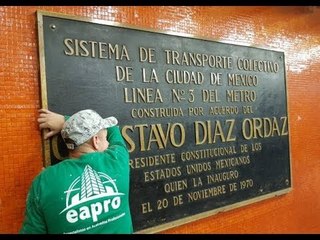 SISTEMA DE TRANSPORTE COLECTIVO
DE LA CIUDAD DE MEXICO
LINEA Nº 3 DEL METRO
CONSTRUIDA POR ACUERDO DEL
STAVO DIAZ ORDAZ
RESIDENTE CONSTITUCIONAL DE LOS
ESTADOS UNIDOS MEXICANOS
QUIEN LA INAUGURO
EL 20 DE NOVIEMBRE DE 1970
eapro